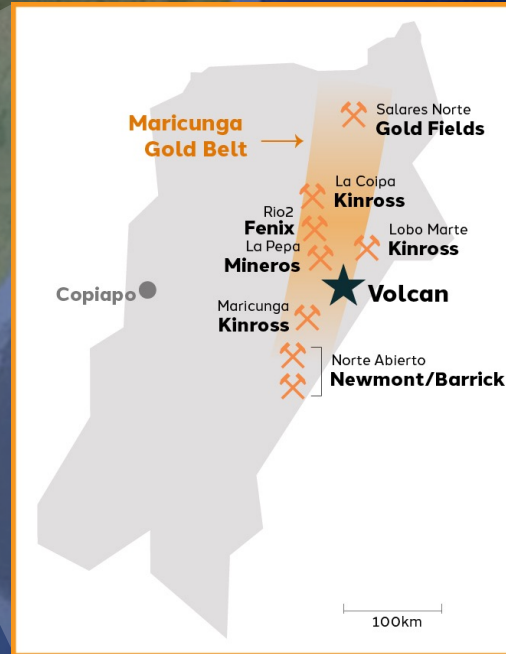 Maricunga
Gold Belt
Salares Norte
Gold Fields
La Coipa
Kinross
Rio2
Fenix
Lobo Marte
Kinross
La Pepa
Mineros
Copiapo
Volcan
Maricunga
Kinross
Norte Abierto
Newmont/Barrick
100km